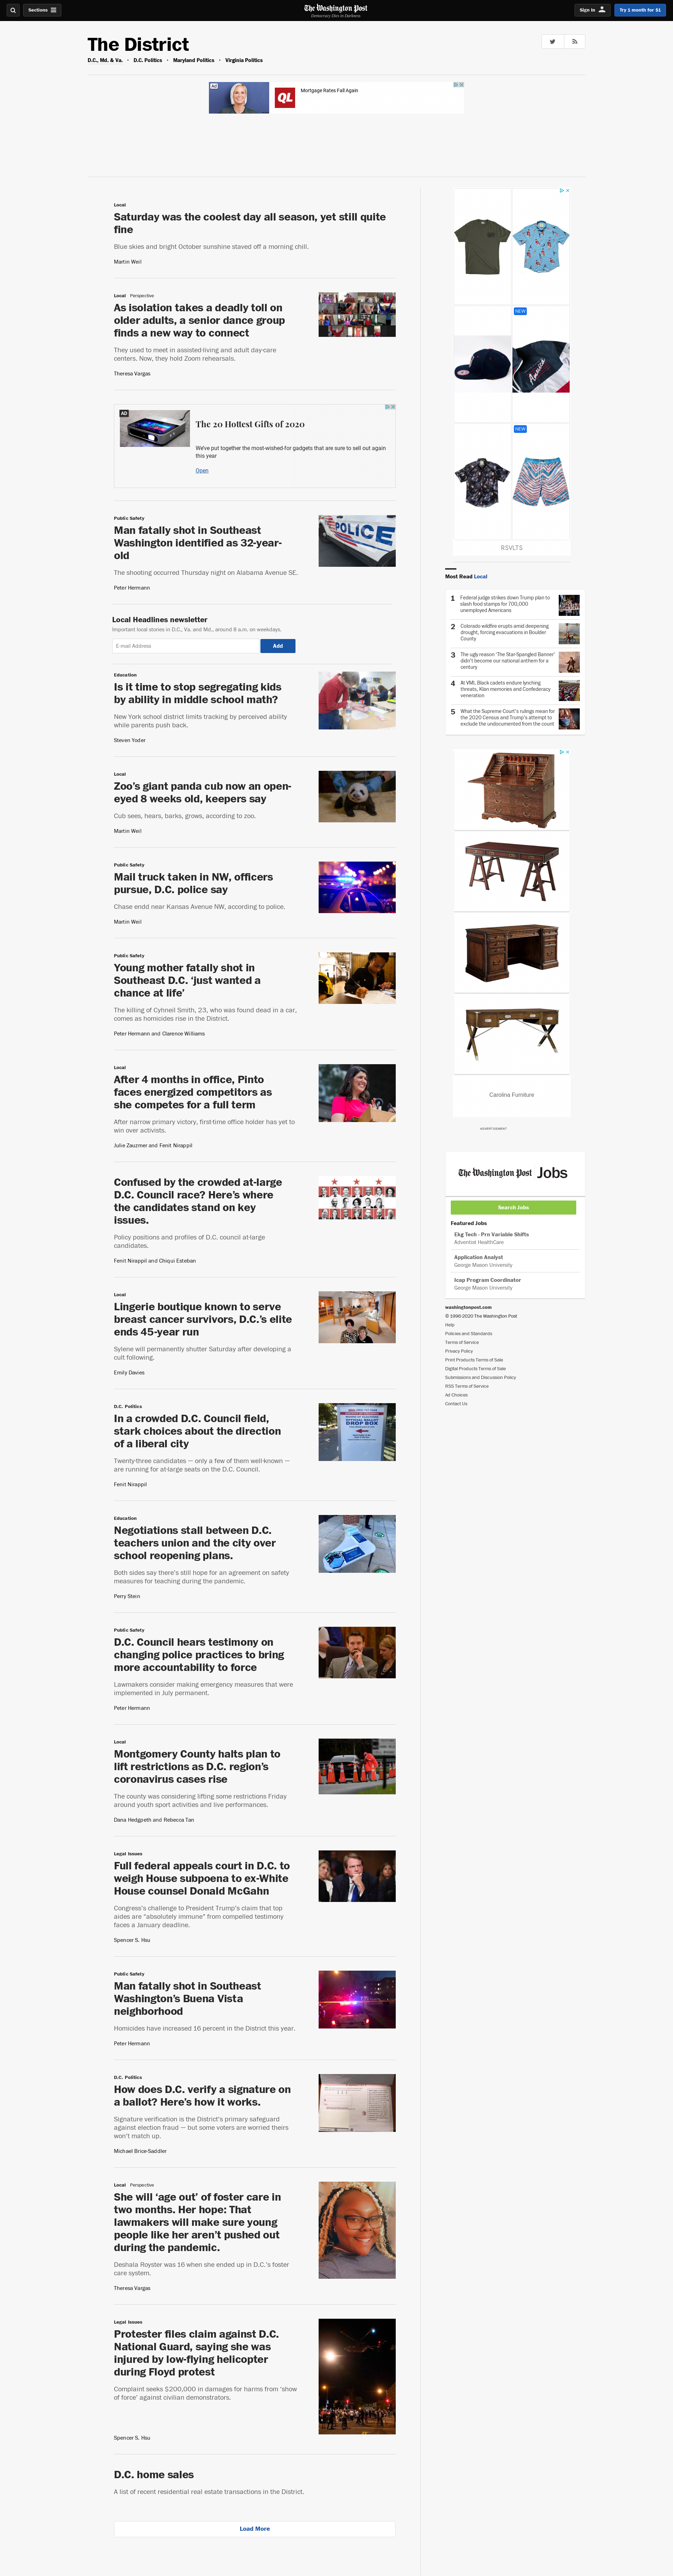 Sections
The Washington Post
Democracy Dies in Darkness
Sign In
Try 1 month for $1
The District
D.C., Md. & Va. • D.C. Politics • Maryland Politics • Virginia Politics
Ad
QL
Mortgage Rates Fall Again
Local
Saturday was the coolest day all season, yet still quite
fine
Blue skies and bright October sunshine staved off a morning chill.
Martin Weil
Local Perspective
As isolation takes a deadly toll on
older adults, a senior dance group
finds a new way to connect
They used to meet in assisted-living and adult day-care
centers. Now, they hold Zoom rehearsals.
Theresa Vargas
AD
The 20 Hottest Gifts of 2020
We've put together the most-wished-for gadgets that are sure to sell out again
this year
Open
Public Safety
Man fatally shot in Southeast
Washington identified as 32-year-
old
The shooting occurred Thursday night on Alabama Avenue SE.
Peter Hermann
POLICE
Local Headlines newsletter
Important local stories in D.C., Va. and Md., around 8 a.m. on weekdays.
E-mail Address
Add
Education
Is it time to stop segregating kids
by ability in middle school math?
New York school district limits tracking by perceived ability
while parents push back.
Steven Yoder
Local
Zoo’s giant panda cub now an open-
eyed 8 weeks old, keepers say
Cub sees, hears, barks, grows, according to zoo.
Martin Weil
Public Safety
Mail truck taken in NW, officers
pursue, D.C. police say
Chase endd near Kansas Avenue NW, according to police.
Martin Weil
Public Safety
Young mother fatally shot in
Southeast D.C. ‘just wanted a
chance at life’
The killing of Cyhneil Smith, 23, who was found dead in a car,
comes as homicides rise in the District.
Peter Hermann and Clarence Williams
Local
After 4 months in office, Pinto
faces energized competitors as
she competes for a full term
After narrow primary victory, first-time office holder has yet to
win over activists.
Julie Zauzmer and Fenit Nirappil
Confused by the crowded at-large
D.C. Council race? Here’s where
the candidates stand on key
issues.
Policy positions and profiles of D.C. council at-large
candidates.
Fenit Nirappil and Chiqui Esteban
Local
Lingerie boutique known to serve
breast cancer survivors, D.C.’s elite
ends 45-year run
Sylene will permanently shutter Saturday after developing a
cult following.
Emily Davies
D.C. Politics
In a crowded D.C. Council field,
stark choices about the direction
of a liberal city
Twenty-three candidates — only a few of them well-known —
are running for at-large seats on the D.C. Council.
Fenit Nirappil
BALLOT
DROP BOX
Education
Negotiations stall between D.C.
teachers union and the city over
school reopening plans.
Both sides say there’s still hope for an agreement on safety
measures for teaching during the pandemic.
Perry Stein
Public Safety
D.C. Council hears testimony on
changing police practices to bring
more accountability to force
Lawmakers consider making emergency measures that were
implemented in July permanent.
Peter Hermann
Local
Montgomery County halts plan to
lift restrictions as D.C. region’s
coronavirus cases rise
The county was considering lifting some restrictions Friday
around youth sport activities and live performances.
Dana Hedgpeth and Rebecca Tan
Legal Issues
Full federal appeals court in D.C. to
weigh House subpoena to ex-White
House counsel Donald McGahn
Congress’s challenge to President Trump’s claim that top
aides are “absolutely immune” from compelled testimony
faces a January deadline.
Spencer S. Hsu
Public Safety
Man fatally shot in Southeast
Washington’s Buena Vista
neighborhood
Homicides have increased 16 percent in the District this year.
Peter Hermann
D.C. Politics
How does D.C. verify a signature on
a ballot? Here’s how it works.
Signature verification is the District’s primary safeguard
against election fraud — but some voters are worried theirs
won’t match up.
Michael Brice-Saddler
Local Perspective
She will ‘age out’ of foster care in
two months. Her hope: That
lawmakers will make sure young
people like her aren’t pushed out
during the pandemic.
Deshala Royster was 16 when she ended up in D.C.’s foster
care system.
Theresa Vargas
Legal Issues
Protester files claim against D.C.
National Guard, saying she was
injured by low-flying helicopter
during Floyd protest
Complaint seeks $200,000 in damages for harms from ‘show
of force’ against civilian demonstrators.
Spencer S. Hsu
D.C. home sales
A list of recent residential real estate transactions in the District.
Load More
NEW
America
NEW
RSVLTS
Most Read Local
1 Federal judge strikes down Trump plan to
slash food stamps for 700,000
unemployed Americans
2 Colorado wildfire erupts amid deepening
drought, forcing evacuations in Boulder
County
3 The ugly reason ‘The Star-Spangled Banner’
didn’t become our national anthem for a
century
4 At VMI, Black cadets endure lynching
threats, Klan memories and Confederacy
veneration
5 What the Supreme Court’s rulings mean for
the 2020 Census and Trump’s attempt to
exclude the undocumented from the count
Carolina Furniture
ADVERTISEMENT
The Washington Post Jobs
Search Jobs
Featured Jobs
Ekg Tech - Prn Variable Shifts
Adventist HealthCare
Application Analyst
George Mason University
Icap Program Coordinator
George Mason University
washingtonpost.com
© 1996-2020 The Washington Post
Help
Policies and Standards
Terms of Service
Privacy Policy
Print Products Terms of Sale
Digital Products Terms of Sale
Submissions and Discussion Policy
RSS Terms of Service
Ad Choices
Contact Us